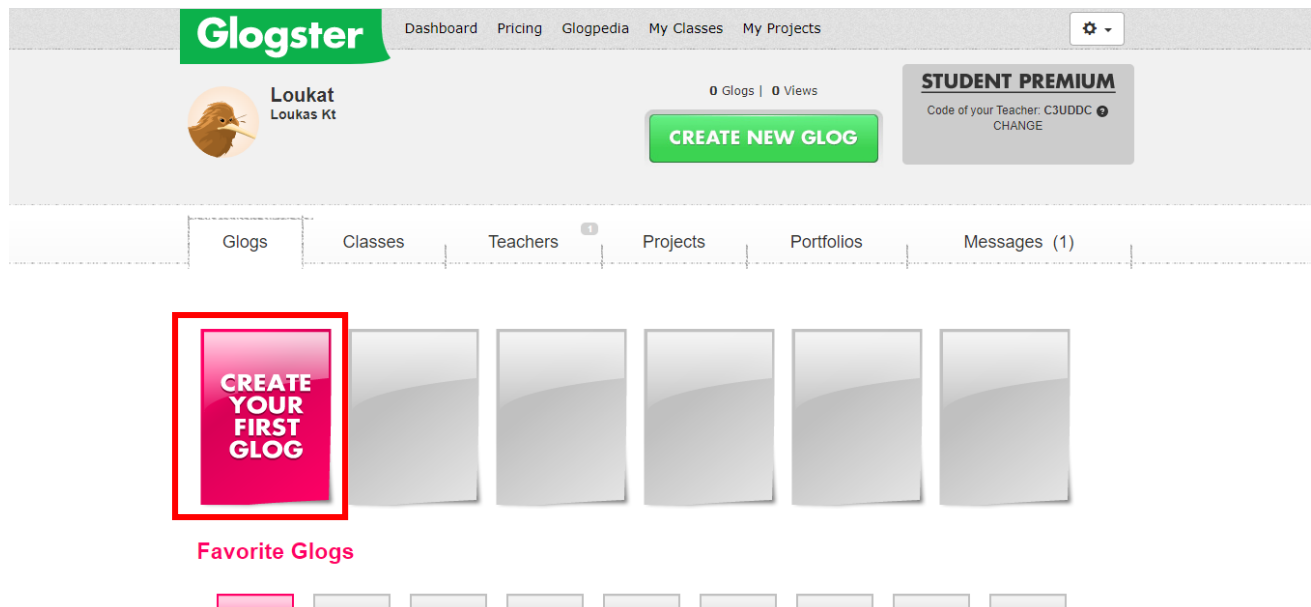 Glogster
Dashboard Pricing Glogpedia My Classes My Projects
Loukat
Loukas Kt
0 Glogs | 0 Views
CREATE NEW GLOG
STUDENT PREMIUM
Code of your Teacher: C3UDDC ?
CHANGE
Glogs Classes Teachers 1 Projects Portfolios Messages (1)
CREATE
YOUR
FIRST
GLOG
Favorite Glogs